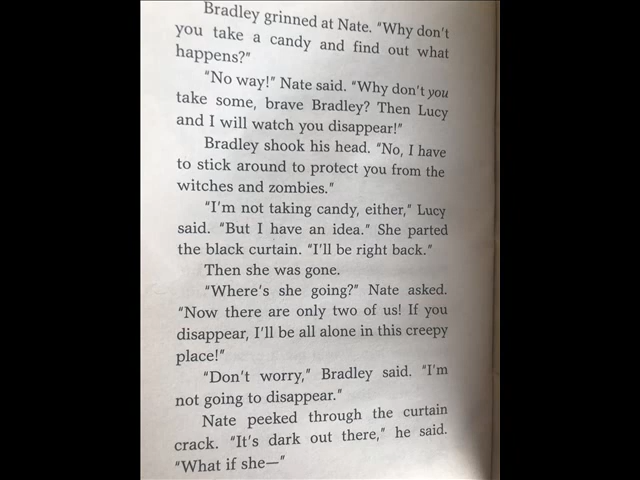 Bradley grinned at Nate. "Why don't
you take a candy and find out what
happens?"
"No way!" Nate said. "Why don't you
take some, brave Bradley? Then Lucy
and I will watch you disappear!"
Bradley shook his head. "No, I have
to stick around to protect you from the
witches and zombies."
"I'm not taking candy, either," Lucy
said. "But I have an idea." She parted
the black curtain. "I'll be right back."
Then she was gone.
"Where's she going?" Nate asked.
"Now there are only two of us! If you
disappear, I'll be all alone in this creepy
place!"
"Don't worry," Bradley said. "I'm
not going to disappear."
Nate peeked through the curtain
crack. "It's dark out there," he said.
"What if she—"